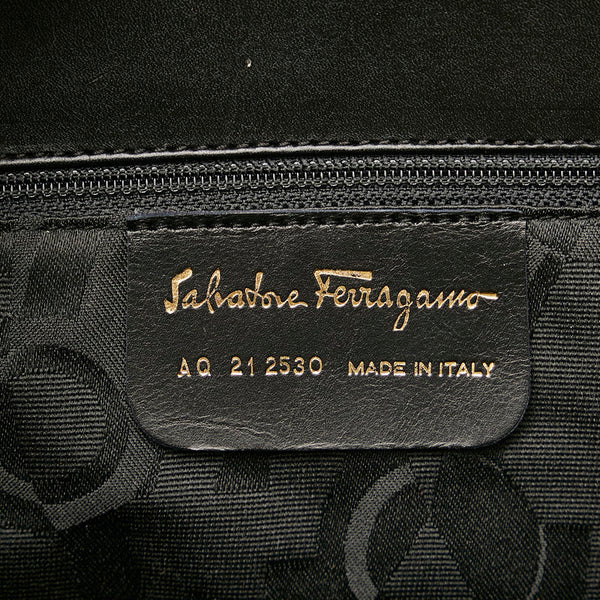 Salvatore Ferragamo
AQ 21 2530 MADE IN ITALY